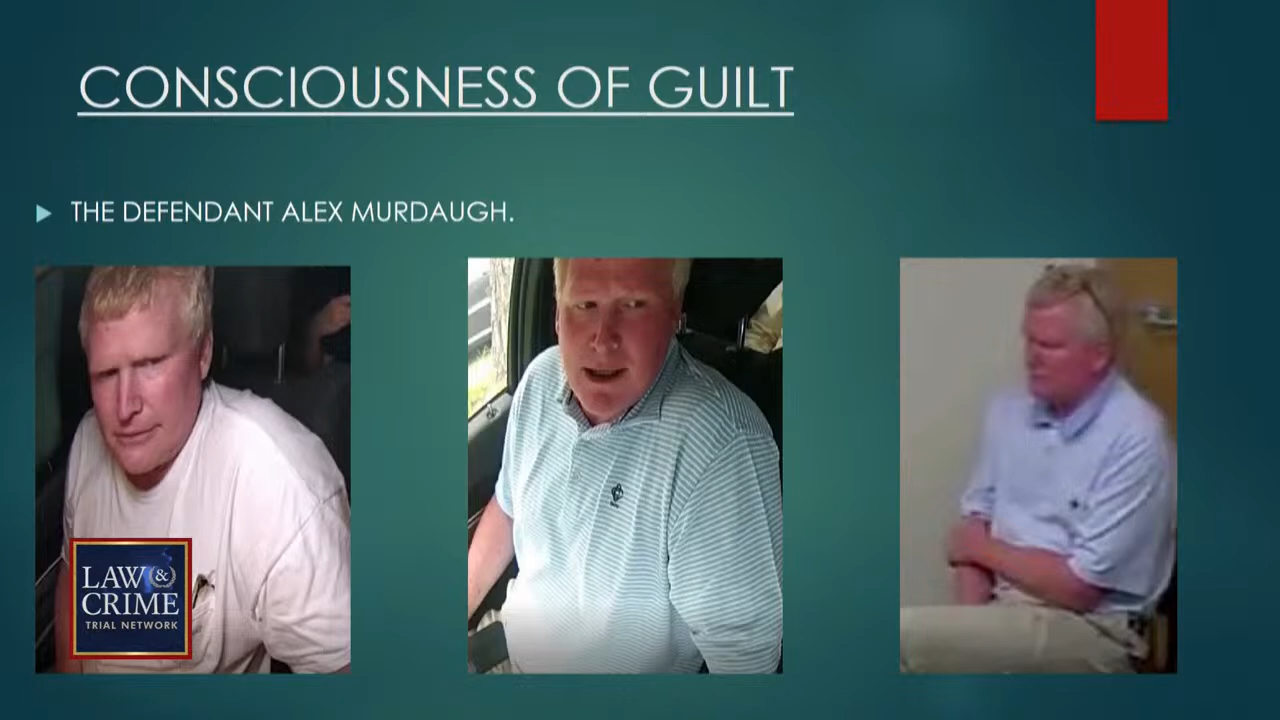 CONSCIOUSNESS OF GUILT
THE DEFENDANT ALEX MURDAUGH.
LAW &
CRIME
TRIAL NETWORK